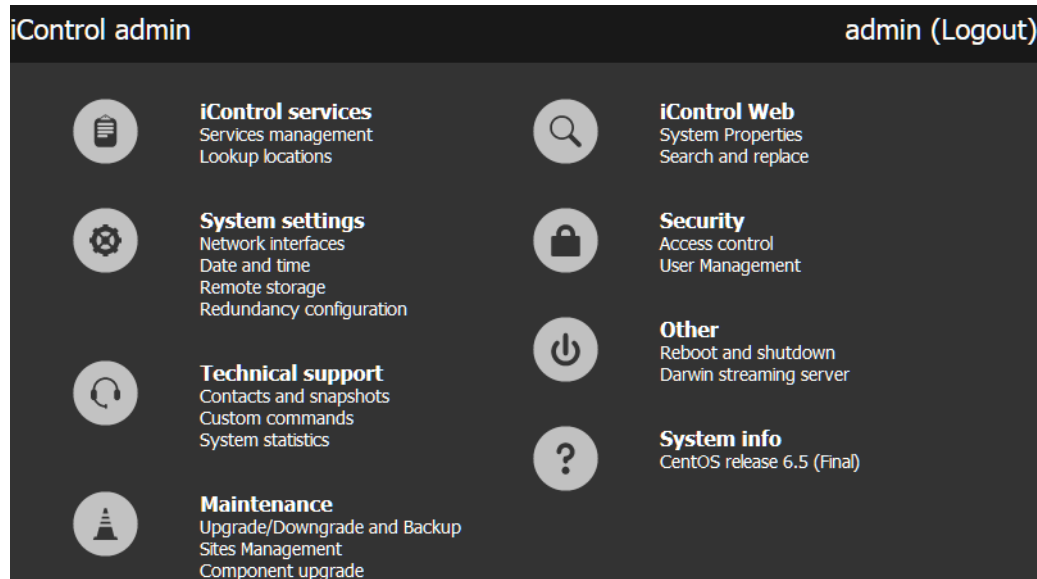 iControl admin
admin (Logout)
iControl services
Services management
Lookup locations
System settings
Network interfaces
Date and time
Remote storage
Redundancy configuration
Technical support
Contacts and snapshots
Custom commands
System statistics
Maintenance
Upgrade/Downgrade and Backup
Sites Management
Component upgrade
iControl Web
System Properties
Search and replace
Security
Access control
User Management
Other
Reboot and shutdown
Darwin streaming server
System info
CentOS release 6.5 (Final)